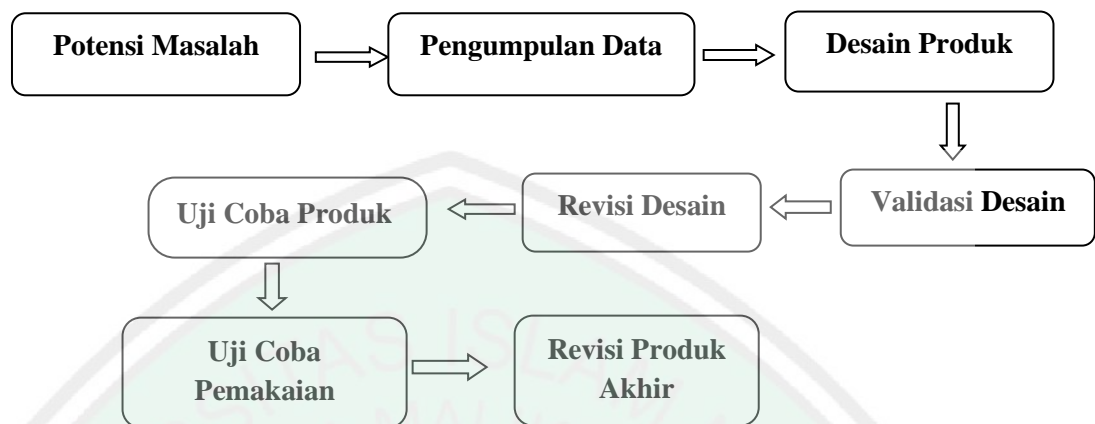 Potensi Masalah
Pengumpulan Data
Desain Produk
Validasi Desain
Revisi Desain
Uji Coba Produk
Uji Coba
Pemakaian
Revisi Produk
Akhir